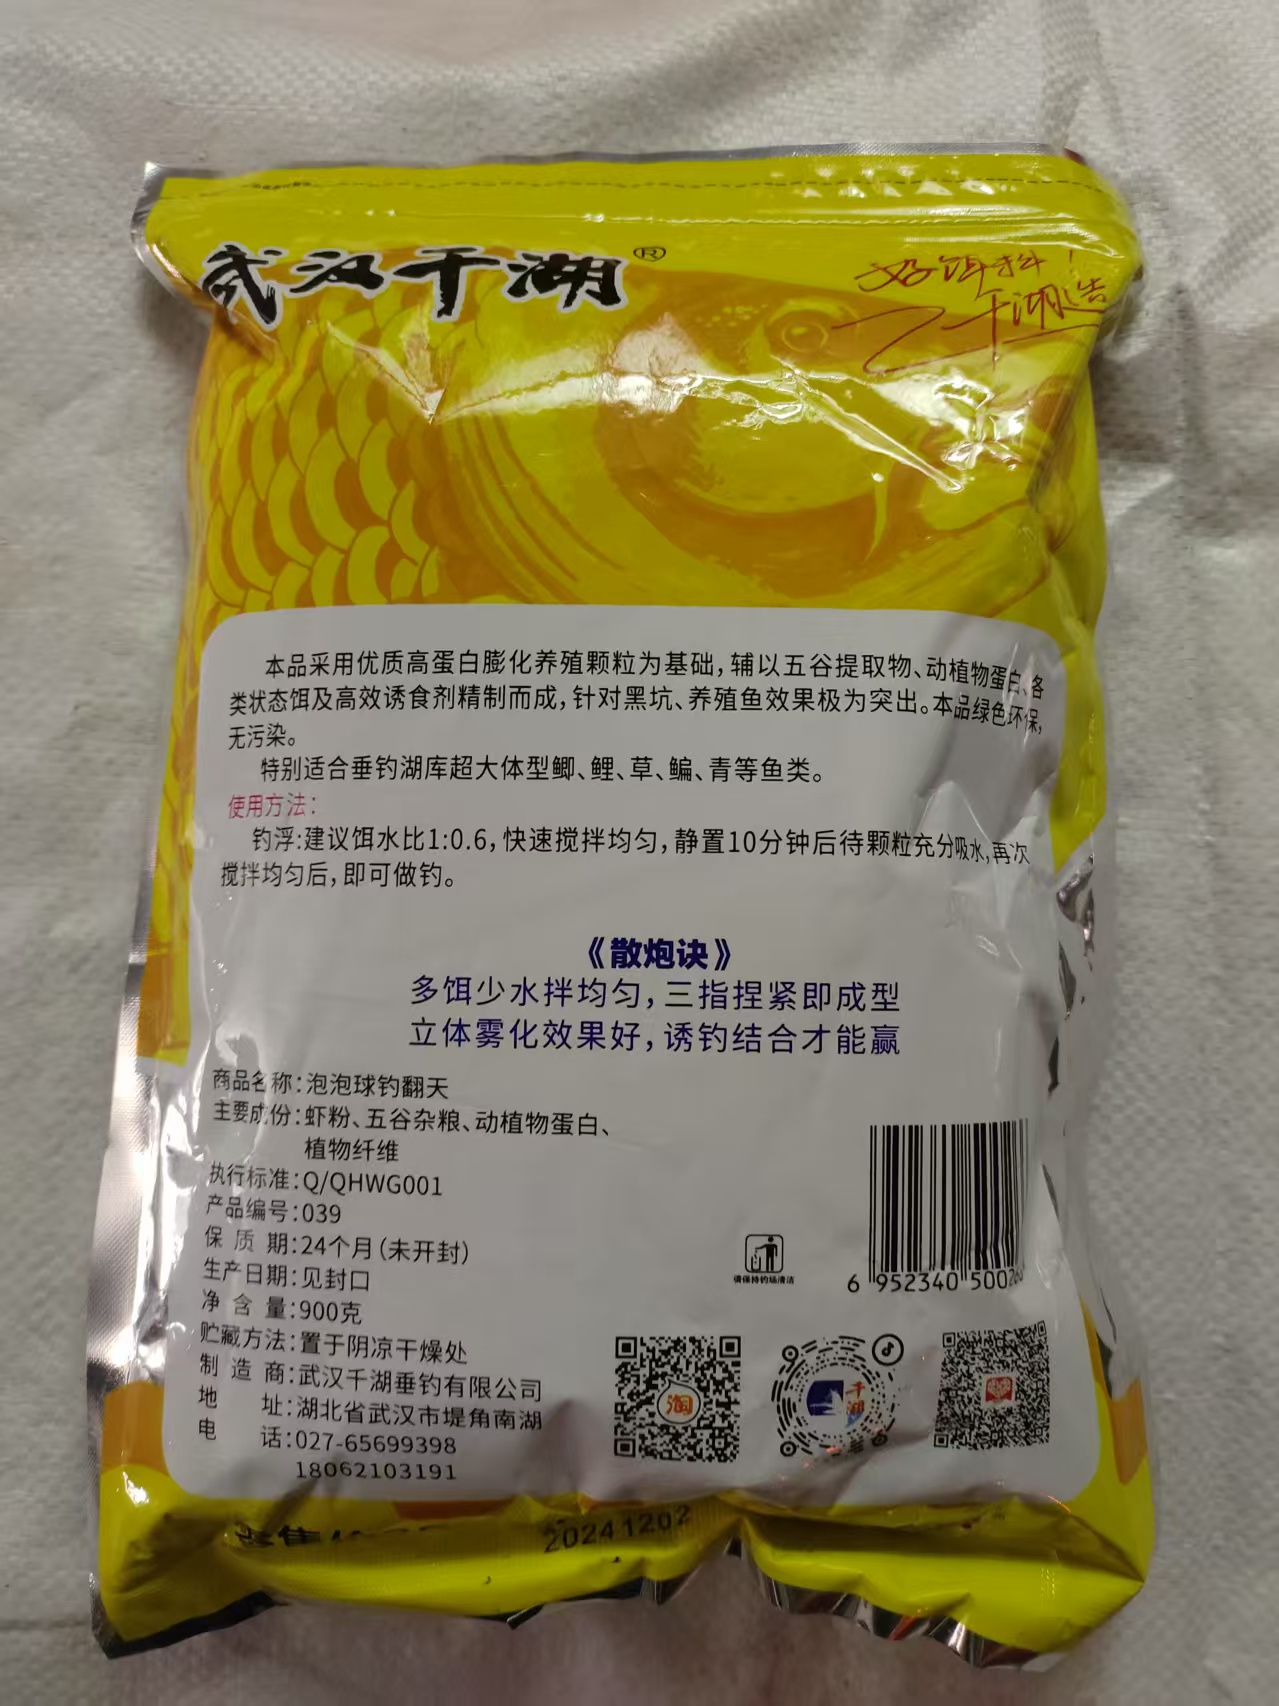 武汉千湖®
好饵料！
千湖造
本品采用优质高蛋白膨化养殖颗粒为基础，辅以五谷提取物、动植物蛋白、各
类状态饵及高效诱食剂精制而成，针对黑坑、养殖鱼效果极为突出。本品绿色环保，
无污染。
特别适合垂钓湖库超大体型鲫、鲤、草、鳊、青等鱼类。
使用方法：
钓浮：建议饵水比1:0.6，快速搅拌均匀，静置10分钟后待颗粒充分吸水，再次
搅拌均匀后，即可做钓。
《散炮诀》
多饵少水拌均匀，三指捏紧即成型
立体雾化效果好，诱钓结合才能赢
商品名称：泡泡球钓翻天
主要成份：虾粉、五谷杂粮、动植物蛋白、
植物纤维
执行标准：Q/QHWG001
产品编号：039
保质期：24个月（未开封）
生产日期：见封口
净含量：900克
贮藏方法：置于阴凉干燥处
制造商：武汉千湖垂钓有限公司
地址：湖北省武汉市堤角南湖
电话：027-65699398
18062103191
请保持钓场清洁
6 952340 50026
淘
千湖
20241202